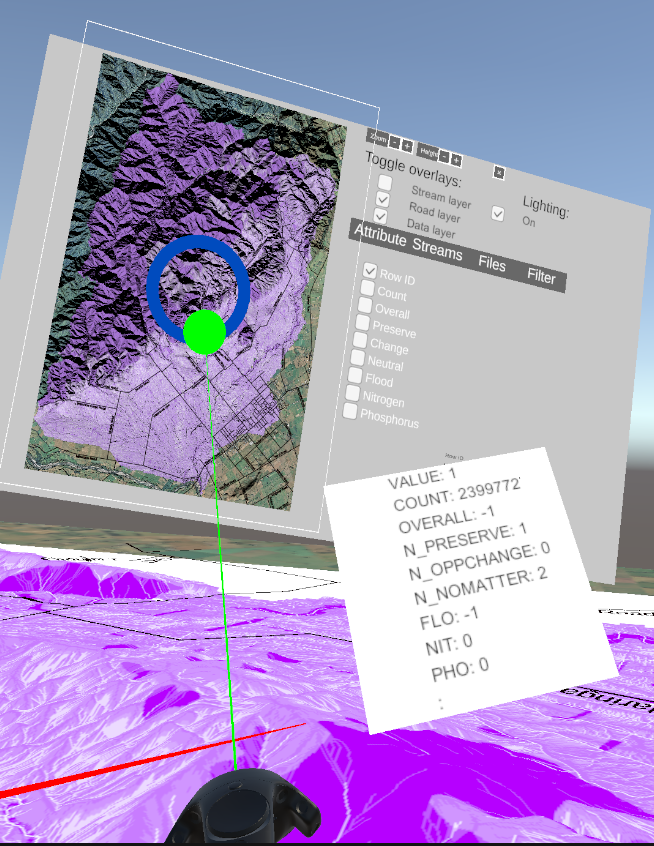 Zoom - + Height - + x
Toggle overlays:
Lighting:
Stream layer
Road layer
On
Data layer
Attribute Streams Files Filter
Row ID
Count
Overall
Preserve
Change
Neutral
Flood
Nitrogen
Phosphorus
Row ID
VALUE: 1
COUNT: 2399772
OVERALL: -1
N_PRESERVE: 1
N_OPPCHANGE: 0
N_NOMATTER: 2
FLO: -1
NIT: 0
PHO: 0
: